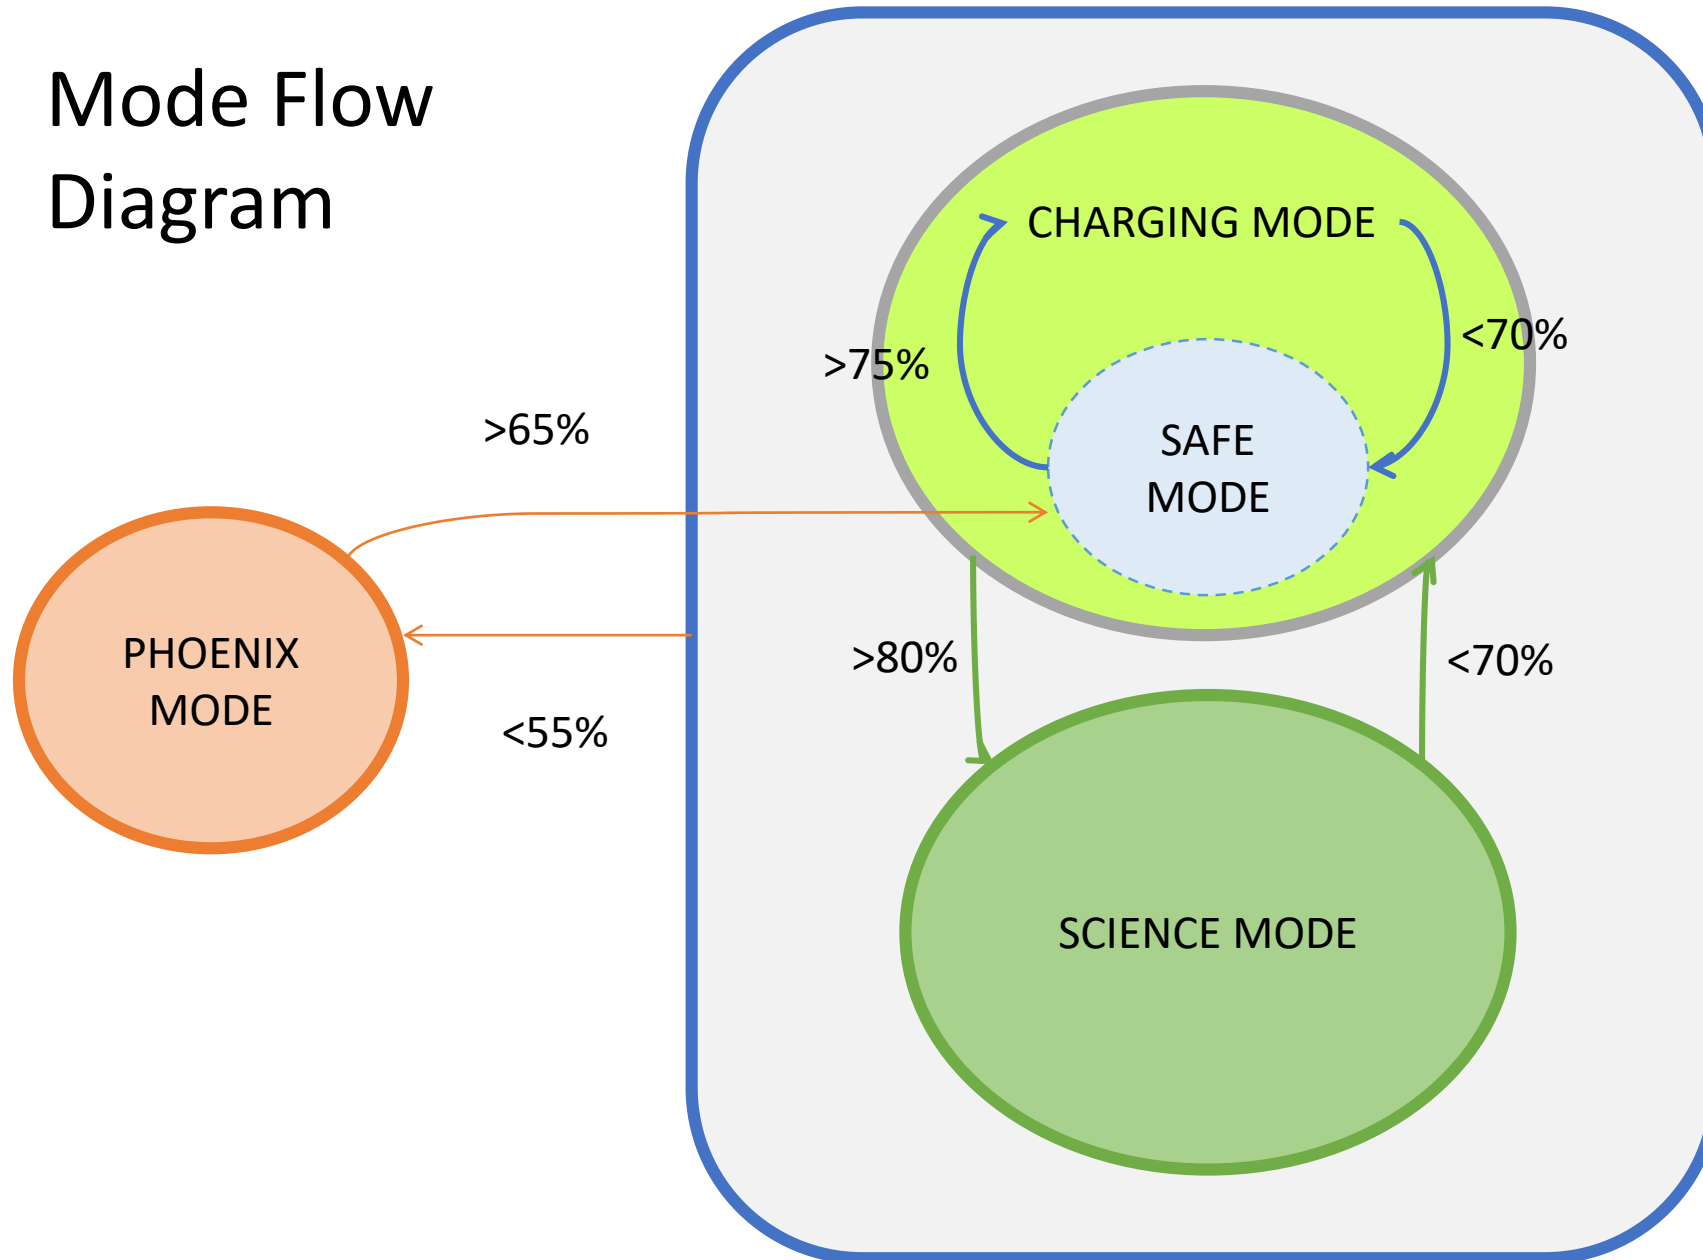 Mode Flow
Diagram
CHARGING MODE
<70%
>75%
SAFE
MODE
>65%
PHOENIX
MODE
<55%
>80%
<70%
SCIENCE MODE